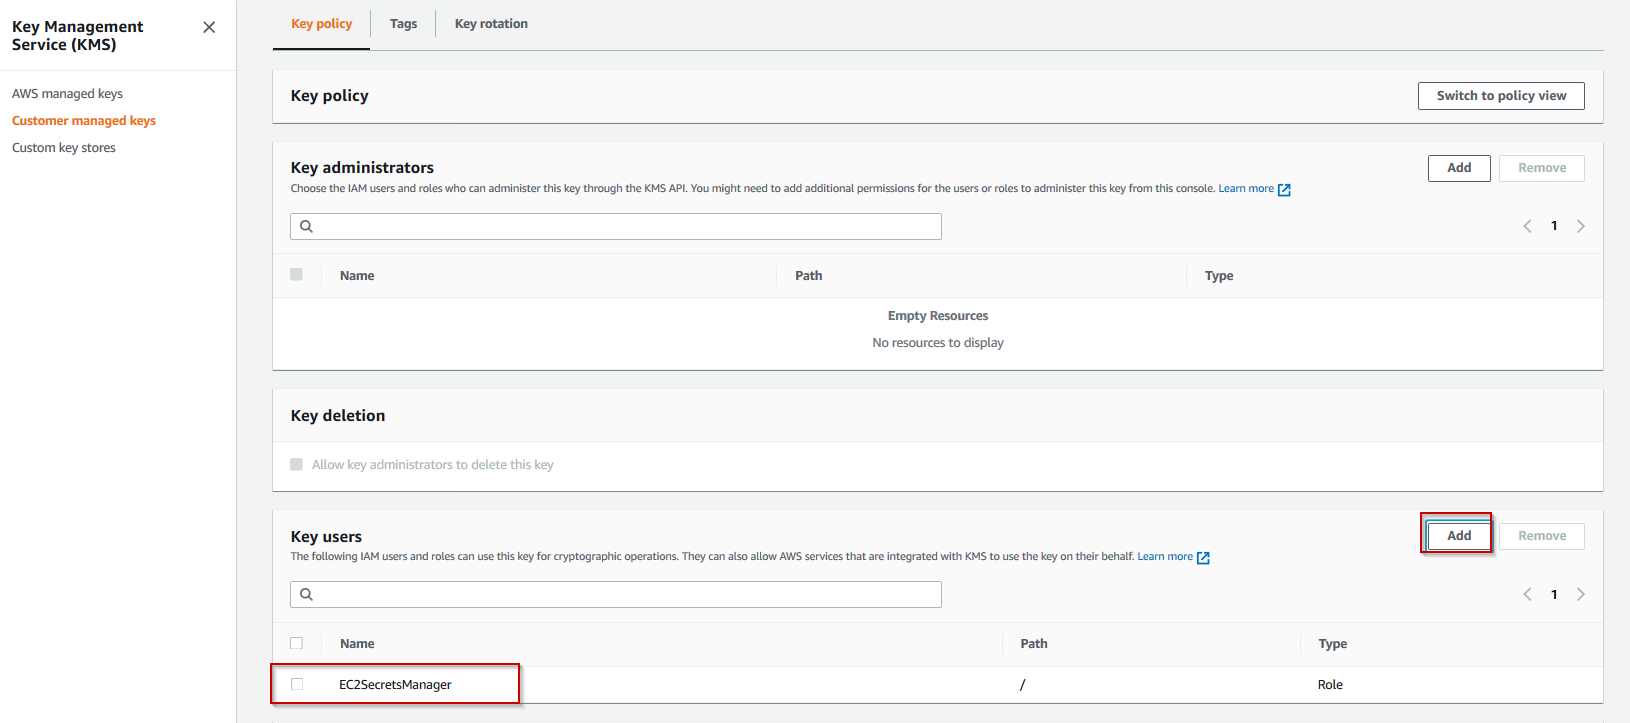 Key Management
Service (KMS)
AWS managed keys
Customer managed keys
Custom key stores
Key policy
Tags
Key rotation
Key policy
Switch to policy view
Key administrators
Add
Remove
Choose the IAM users and roles who can administer this key through the KMS API. You might need to add additional permissions for the users or roles to administer this key from this console. Learn more
1
Name
Path
Type
Empty Resources
No resources to display
Key deletion
Allow key administrators to delete this key
Key users
Add
Remove
The following IAM users and roles can use this key for cryptographic operations. They can also allow AWS services that are integrated with KMS to use the key on their behalf. Learn more
1
Name
Path
Type
EC2SecretsManager
/
Role